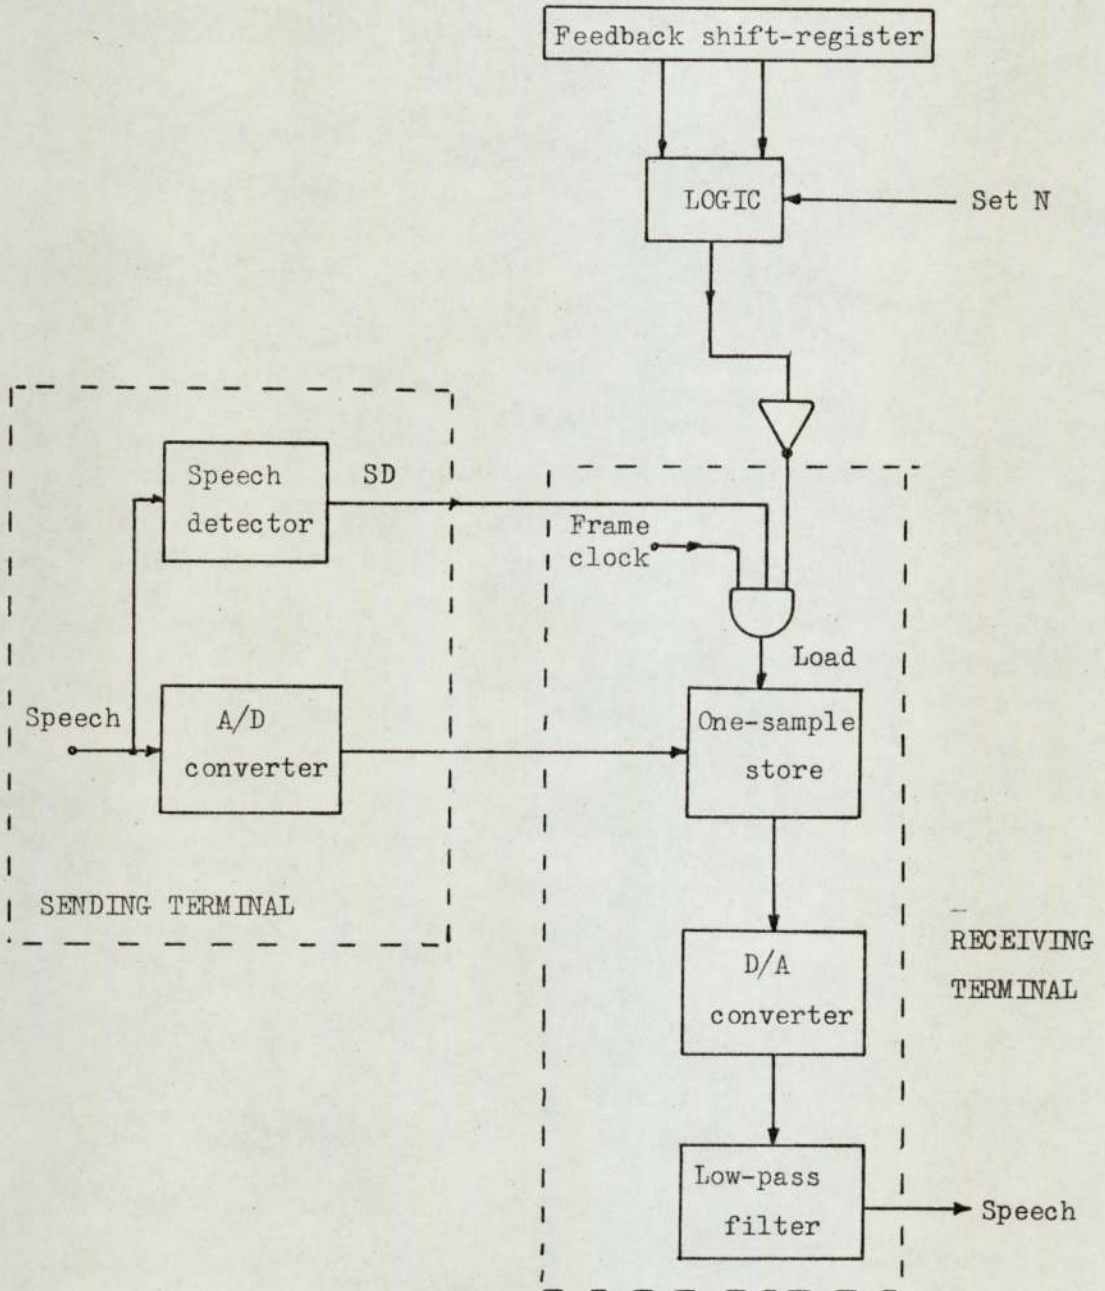 Feedback shift-register
LOGIC
Set N
Speech
detector
SD
Frame
clock
Load
Speech
A/D
converter
One-sample
store
SENDING TERMINAL
D/A
converter
RECEIVING
TERMINAL
Low-pass
filter
Speech